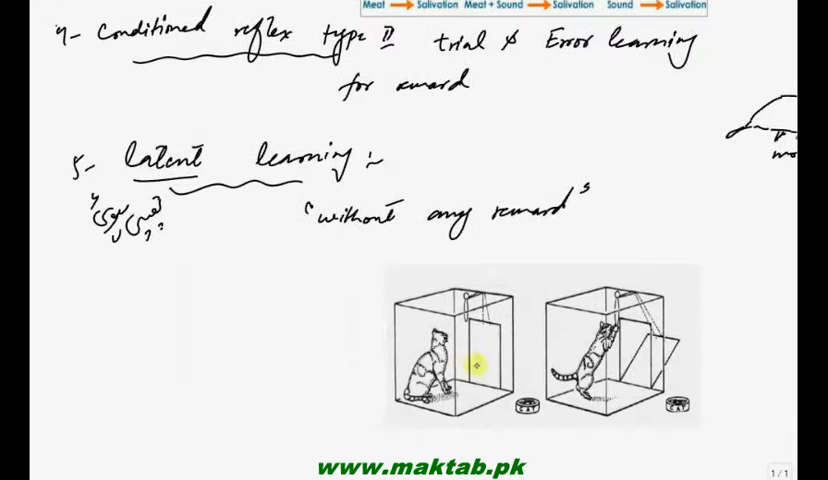 Meat → Salivation Meat + Sound → Salivation Sound → Salivation
4- Conditioned reflex type II trial & Error learning
for reward
5- latent learning :-
"without any reward"
CAT CAT
www.maktab.pk
1 / 1